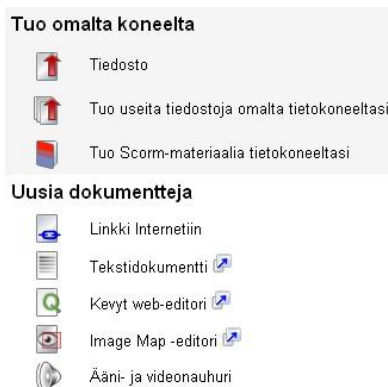 Tuo omalta koneelta
Tiedosto
Tuo useita tiedostoja omalta tietokoneeltasi
Tuo Scorm-materiaalia tietokoneeltasi
Uusia dokumentteja
Linkki Internetiin
Tekstidokumentti
Kevyt web-editori
Image Map -editori
Ääni- ja videonauhuri